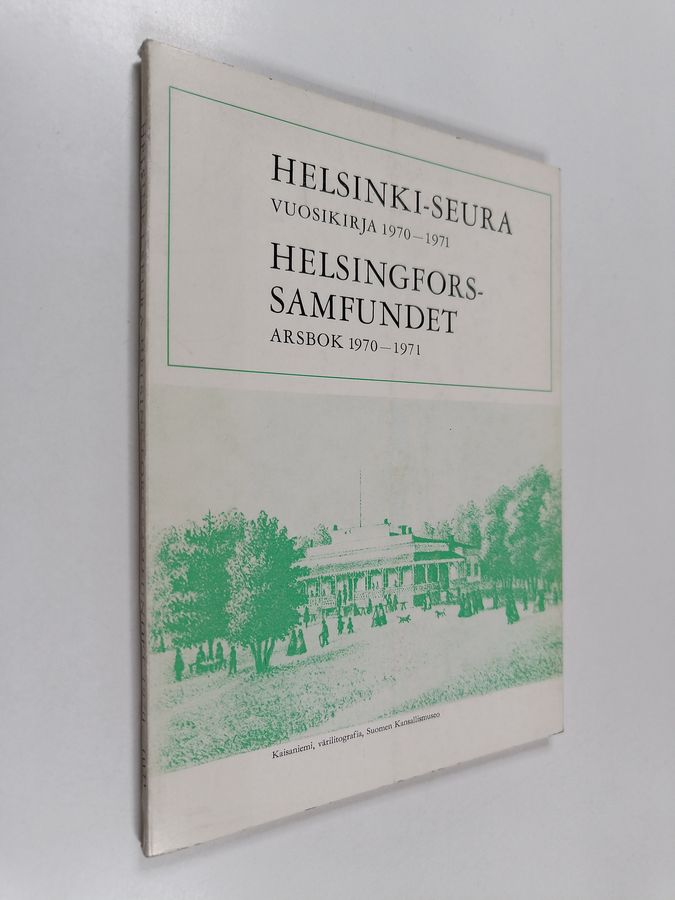 HELSINKI-SEURA
VUOSIKIRJA 1970—1971
HELSINGFORS-
SAMFUNDET
ARSBOK 1970—1971
Kaisaniemi, värilitografia, Suomen Kansallismuseo